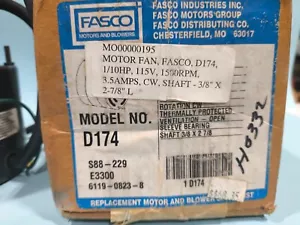 FASCO
MOTORS AND BLOWERS
FASCO INDUSTRIES INC.
FASCO MOTORS GROUP
FASCO DISTRIBUTING CO.
CHESTERFIELD, MO 63017
MO00000195
MOTOR FAN, FASCO, D174,
1/10HP, 115V, 1500RPM,
3.5AMPS, CW, SHAFT - 3/8" X
2-7/8" L
MODEL NO.
D174
ROTATION CW
THERMALLY PROTECTED
VENTILATION - OPEN
SLEEVE BEARING
SHAFT 3/8 X 2 7/8
S88-229
E3300
6119-0823-8
1 D174
REPLACEMENT MOTOR AND BLOWER